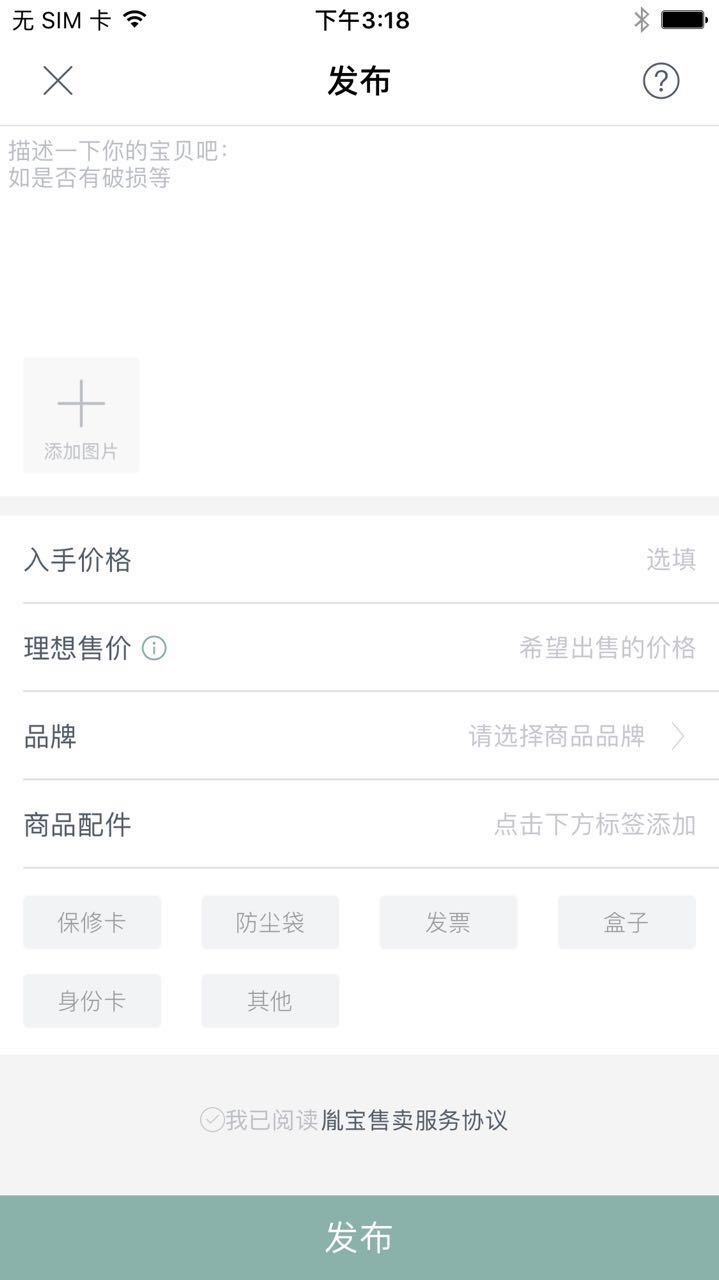 无 SIM 卡 下午3:18
发布
描述一下你的宝贝吧:
如是否有破损等
添加图片
入手价格 选填
理想售价 希望出售的价格
品牌 请选择商品品牌
商品配件 点击下方标签添加
保修卡 防尘袋 发票 盒子
身份卡 其他
我已阅读胤宝售卖服务协议
发布